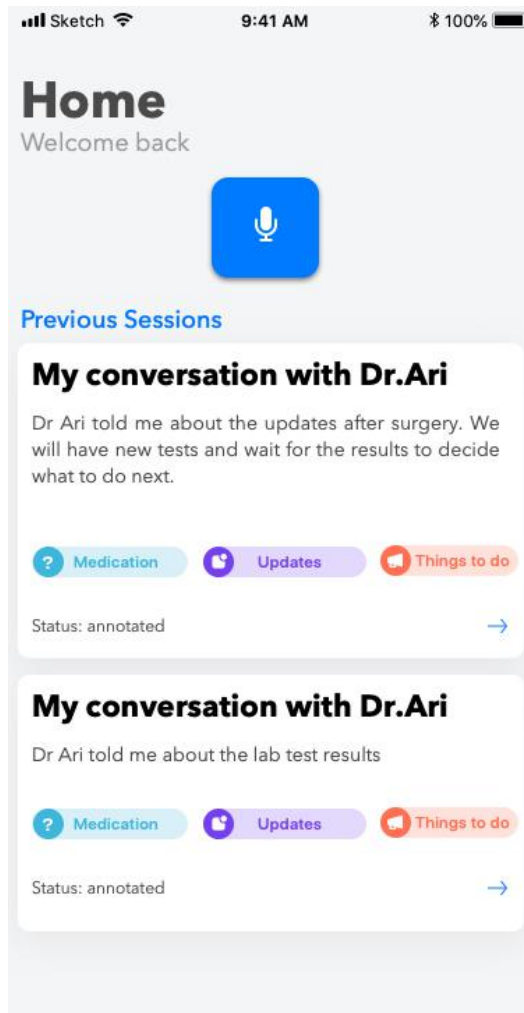 Sketch 9:41 AM 100%
Home
Welcome back
Previous Sessions
My conversation with Dr.Ari
Dr Ari told me about the updates after surgery. We
will have new tests and wait for the results to decide
what to do next.
? Medication Updates Things to do
Status: annotated →
My conversation with Dr.Ari
Dr Ari told me about the lab test results
? Medication Updates Things to do
Status: annotated →